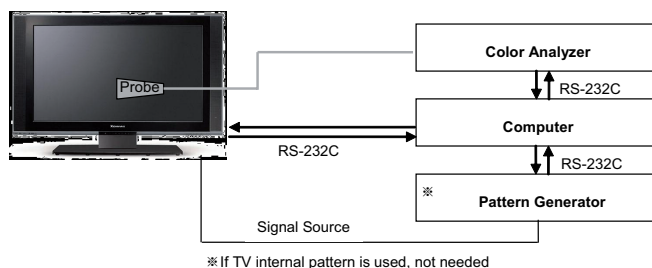 Color Analyzer
Probe
RS-232C
Computer
RS-232C
RS-232C
※
Pattern Generator
Signal Source
※If TV internal pattern is used, not needed